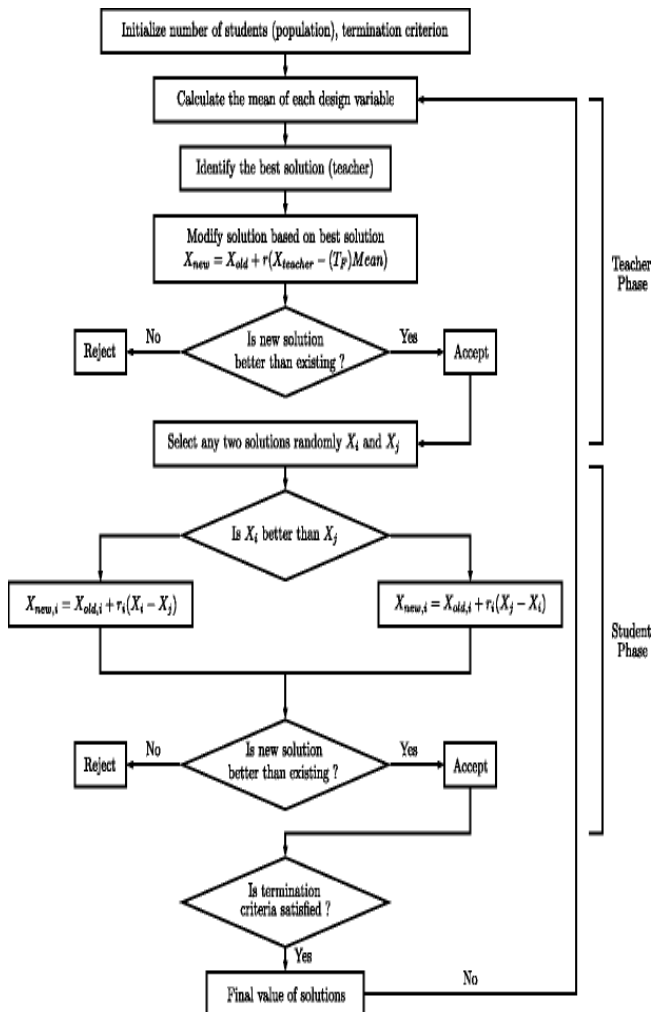 Initialize number of students (population), termination criterion
Calculate the mean of each design variable
Identify the best solution (teacher)
Modify solution based on best solution
X_new = X_old + r(X_teacher − (T_F)Mean)
Teacher
Phase
Reject
No
Is new solution
better than existing ?
Yes
Accept
Select any two solutions randomly X_i and X_j
Is X_i better than X_j
X_new,i = X_old,i + r_i(X_i − X_j)
X_new,i = X_old,i + r_i(X_j − X_i)
Student
Phase
Reject
No
Is new solution
better than existing ?
Yes
Accept
Is termination
criteria satisfied ?
Yes
No
Final value of solutions